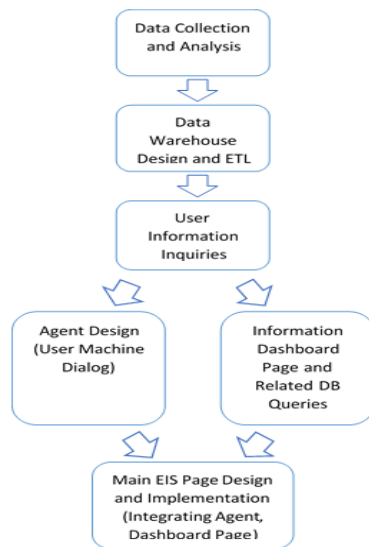 Data Collection
and Analysis
Data
Warehouse
Design and ETL
User
Information
Inquiries
Agent Design
(User Machine
Dialog)
Information
Dashboard
Page and
Related DB
Queries
Main EIS Page Design
and Implementation
(Integrating Agent,
Dashboard Page)